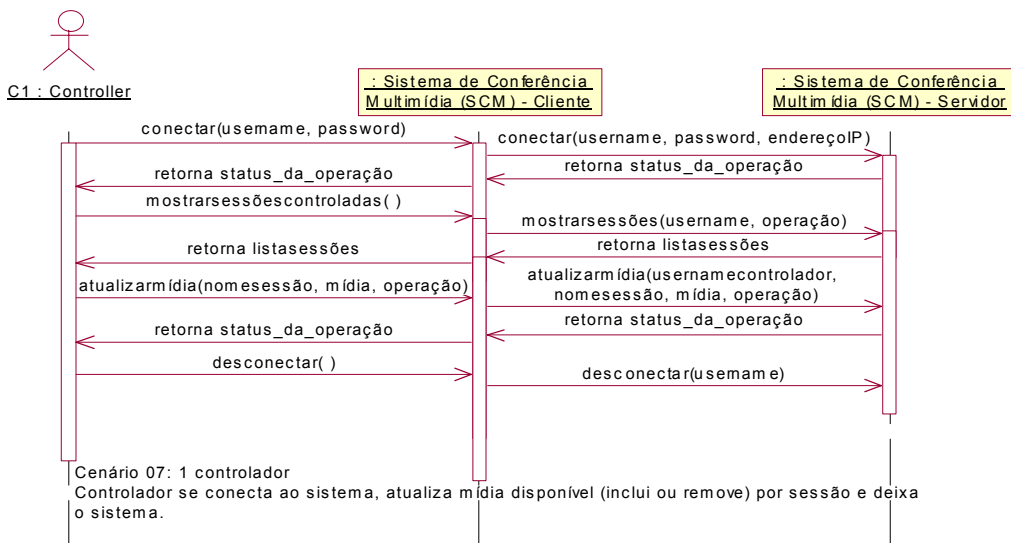 C1 : Controller
: Sistema de Conferência
Multimídia (SCM) - Cliente
: Sistema de Conferência
Multimídia (SCM) - Servidor
conectar(username, password)
conectar(username, password, endereçoIP)
retorna status_da_operação
retorna status_da_operação
mostrarsessõescontroladas( )
mostrarsessões(username, operação)
retorna listasessões
retorna listasessões
atualizarmídia(usernamecontrolador,
nomesessão, mídia, operação)
atualizarmídia(nomesessão, mídia, operação)
retorna status_da_operação
retorna status_da_operação
desconectar( )
desconectar(username)
Cenário 07: 1 controlador
Controlador se conecta ao sistema, atualiza mídia disponível (inclui ou remove) por sessão e deixa
o sistema.